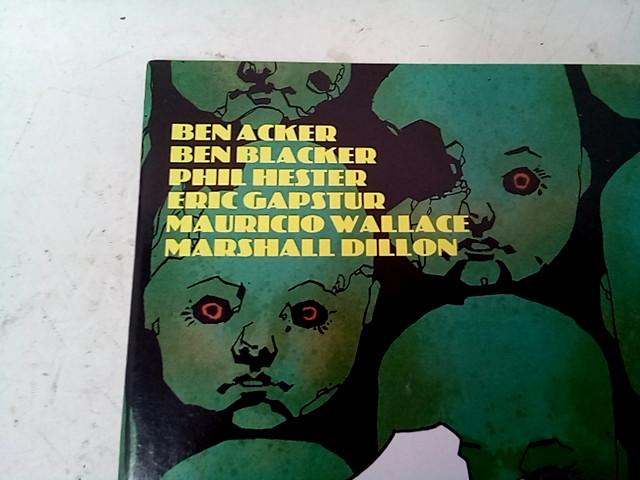 BEN ACKER
BEN BLACKER
PHIL HESTER
ERIC GAPSTUR
MAURICIO WALLACE
MARSHALL DILLON